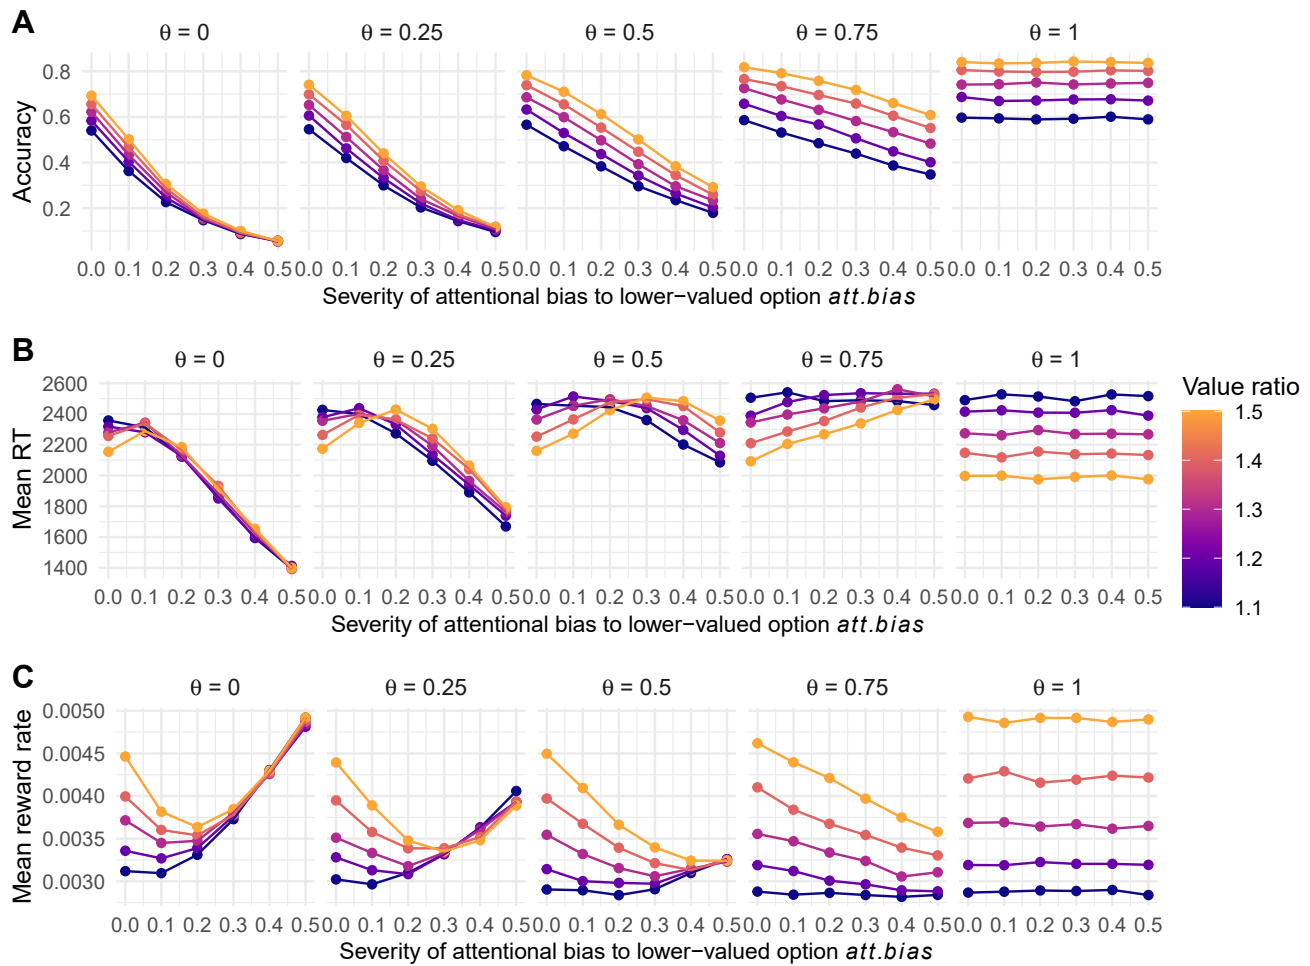 A
θ = 0 θ = 0.25 θ = 0.5 θ = 0.75 θ = 1
Accuracy
0.8
0.6
0.4
0.2
0.0 0.1 0.2 0.3 0.4 0.5 0.0 0.1 0.2 0.3 0.4 0.5 0.0 0.1 0.2 0.3 0.4 0.5 0.0 0.1 0.2 0.3 0.4 0.5 0.0 0.1 0.2 0.3 0.4 0.5
Severity of attentional bias to lower−valued option att.bias
B
θ = 0 θ = 0.25 θ = 0.5 θ = 0.75 θ = 1
Mean RT
2600
2400
2200
2000
1800
1600
1400
0.0 0.1 0.2 0.3 0.4 0.5 0.0 0.1 0.2 0.3 0.4 0.5 0.0 0.1 0.2 0.3 0.4 0.5 0.0 0.1 0.2 0.3 0.4 0.5 0.0 0.1 0.2 0.3 0.4 0.5
Severity of attentional bias to lower−valued option att.bias
Value ratio
1.5
1.4
1.3
1.2
1.1
C
θ = 0 θ = 0.25 θ = 0.5 θ = 0.75 θ = 1
Mean reward rate
0.0050
0.0045
0.0040
0.0035
0.0030
0.0 0.1 0.2 0.3 0.4 0.5 0.0 0.1 0.2 0.3 0.4 0.5 0.0 0.1 0.2 0.3 0.4 0.5 0.0 0.1 0.2 0.3 0.4 0.5 0.0 0.1 0.2 0.3 0.4 0.5
Severity of attentional bias to lower−valued option att.bias